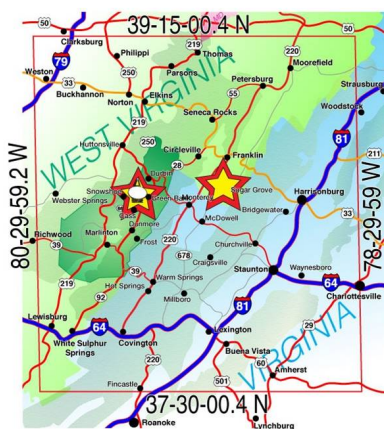 39-15-00.4 N
50
Clarksburg
Philippi
219
Thomas
50
79
Weston
250
Parsons
220
Moorefield
33
Buckhannon
Norton
Elkins
55
Petersburg
Strausburg
Woodstock
219
Seneca Rocks
WEST VIRGINIA
Huttonsville
250
Circleville
81
28
Franklin
211
Durbin
Sugar Grove
Snowshoe
Webster Springs
Green Bank
Monterey
Harrisonburg
Cass
Bridgewater
33
Dunmore
McDowell
Richwood
39
Marlinton
Frost
220
678
Churchville
Craigsville
Staunton
Waynesboro
64
39
Warm Springs
219
92
Hot Springs
Millboro
Charlottesville
80-29-59.2 W
78-29-59 W
81
Lewisburg
64
White Sulphur
Springs
Covington
Lexington
29
VIRGINIA
Buena Vista
60
Amherst
220
Fincastle
501
37-30-00.4 N
Roanoke
Lynchburg